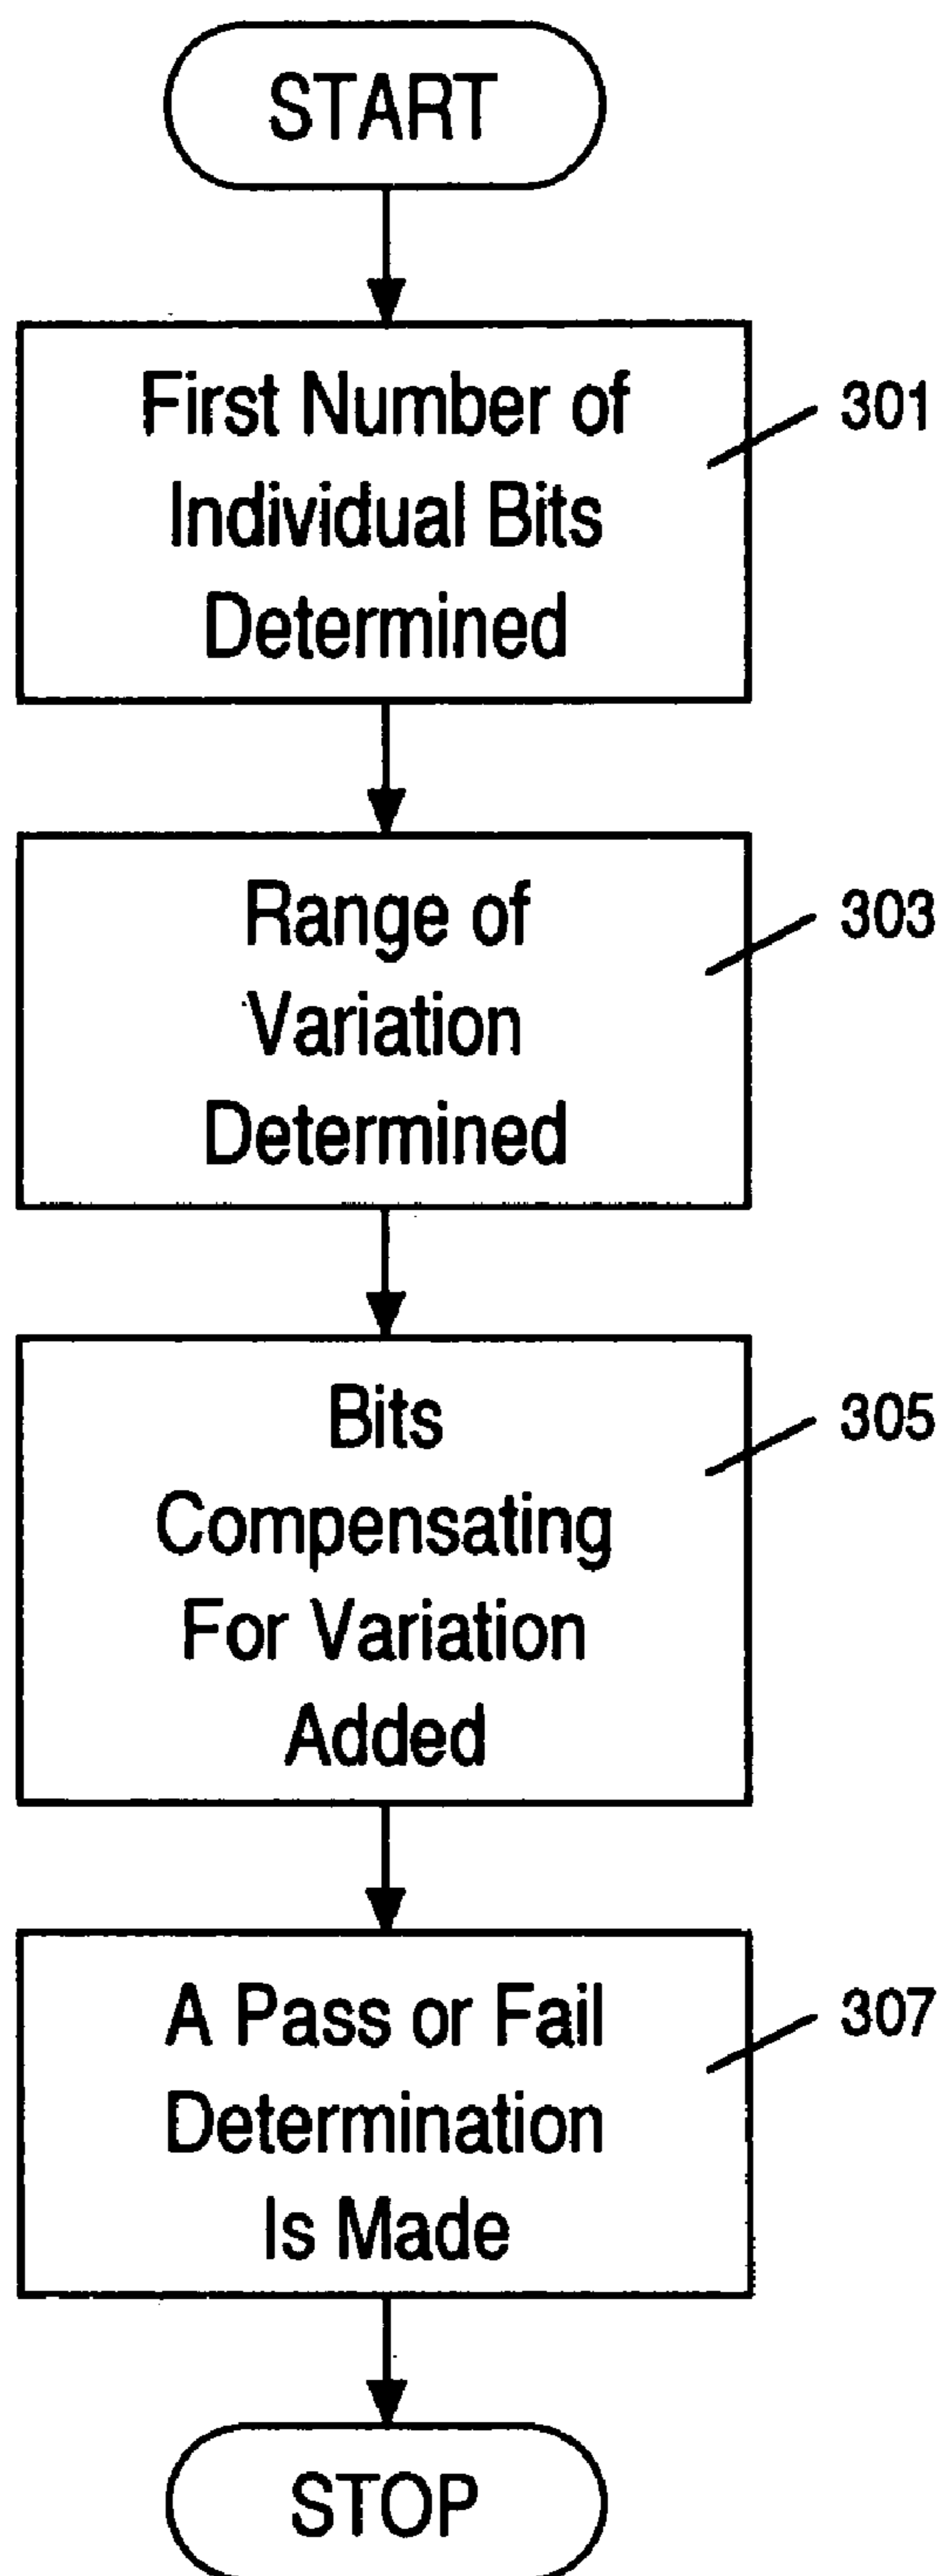 START
First Number of
Individual Bits
Determined
301
Range of
Variation
Determined
303
Bits
Compensating
For Variation
Added
305
A Pass or Fail
Determination
Is Made
307
STOP